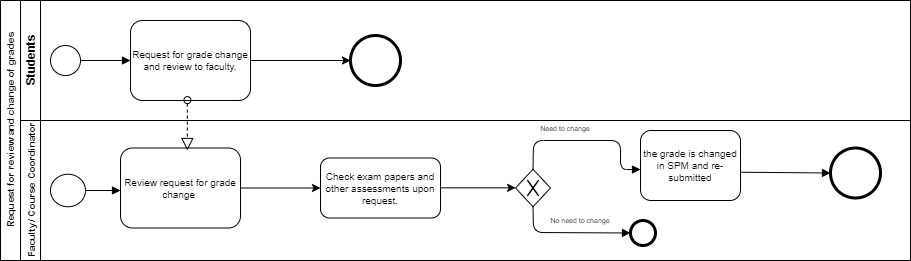 Request for review and change of grades
Students
Request for grade change
and review to faculty.
Faculty/ Course Coordinator
Review request for grade
change
Check exam papers and
other assessments upon
request.
X
Need to change
No need to change
the grade is changed
in SPM and re-
submitted